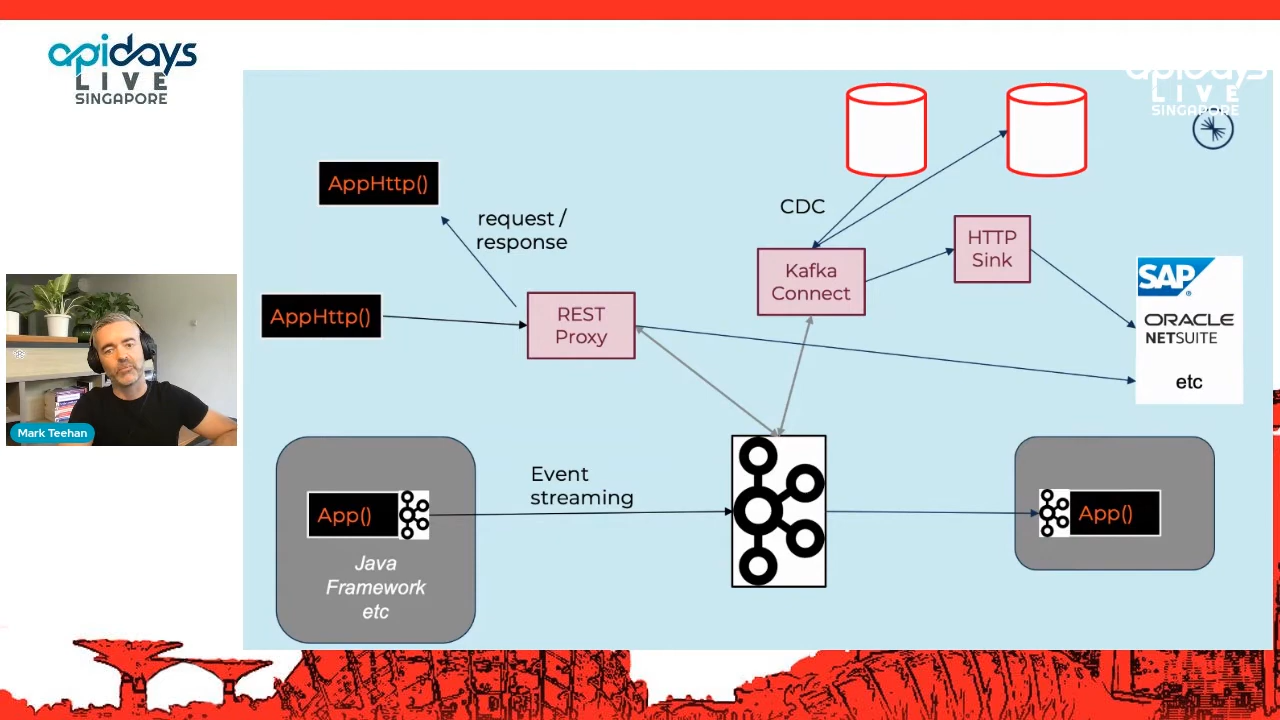 apidays
LIVE
SINGAPORE
apidays
LIVE
SINGAPORE
AppHttp()
request /
response
CDC
HTTP
Sink
Kafka
Connect
SAP
®
ORACLE
NETSUITE
etc
AppHttp()
REST
Proxy
Mark Teehan
Event
streaming
App()
Java
Framework
etc
App()